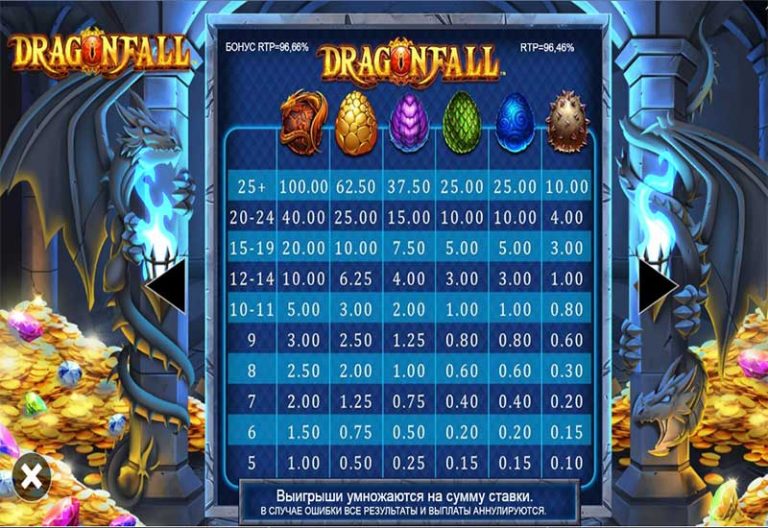 DRAGONFALL
БОНУС RTP=96,66%
RTP=96,46%
DRAGONFALL™
25+ 100.00 62.50 37.50 25.00 25.00 10.00
20-24 40.00 25.00 15.00 10.00 10.00 4.00
15-19 20.00 10.00 7.50 5.00 5.00 3.00
12-14 10.00 6.25 4.00 3.00 3.00 1.00
10-11 5.00 3.00 2.00 1.00 1.00 0.80
9 3.00 2.50 1.25 0.80 0.80 0.60
8 2.50 2.00 1.00 0.60 0.60 0.30
7 2.00 1.25 0.75 0.40 0.40 0.20
6 1.50 0.75 0.50 0.20 0.20 0.15
5 1.00 0.50 0.25 0.15 0.15 0.10
Выигрыши умножаются на сумму ставки.
В СЛУЧАЕ ОШИБКИ ВСЕ РЕЗУЛЬТАТЫ И ВЫПЛАТЫ АННУЛИРУЮТСЯ.